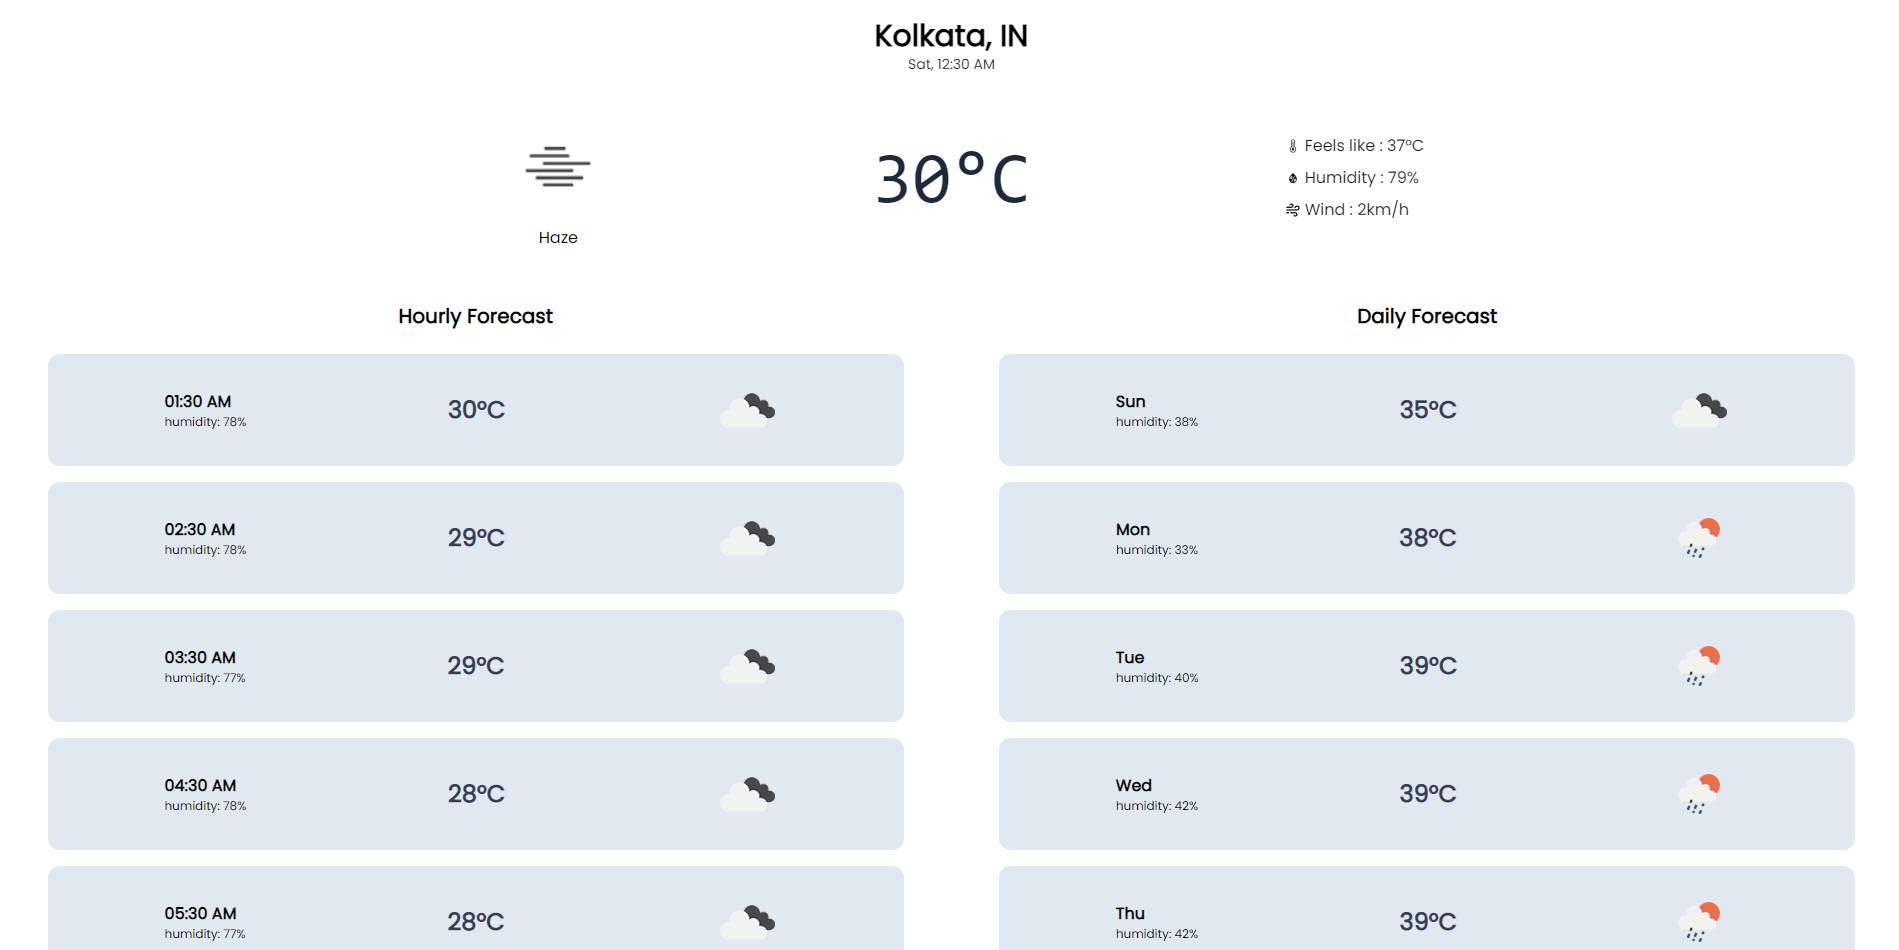 Kolkata, IN
Sat, 12:30 AM
Haze
30°C
Feels like : 37°C
Humidity : 79%
Wind : 2km/h
Hourly Forecast
01:30 AM
humidity: 78%
30°C
02:30 AM
humidity: 78%
29°C
03:30 AM
humidity: 77%
29°C
04:30 AM
humidity: 78%
28°C
05:30 AM
humidity: 77%
28°C
Daily Forecast
Sun
humidity: 38%
35°C
Mon
humidity: 33%
38°C
Tue
humidity: 40%
39°C
Wed
humidity: 42%
39°C
Thu
humidity: 42%
39°C